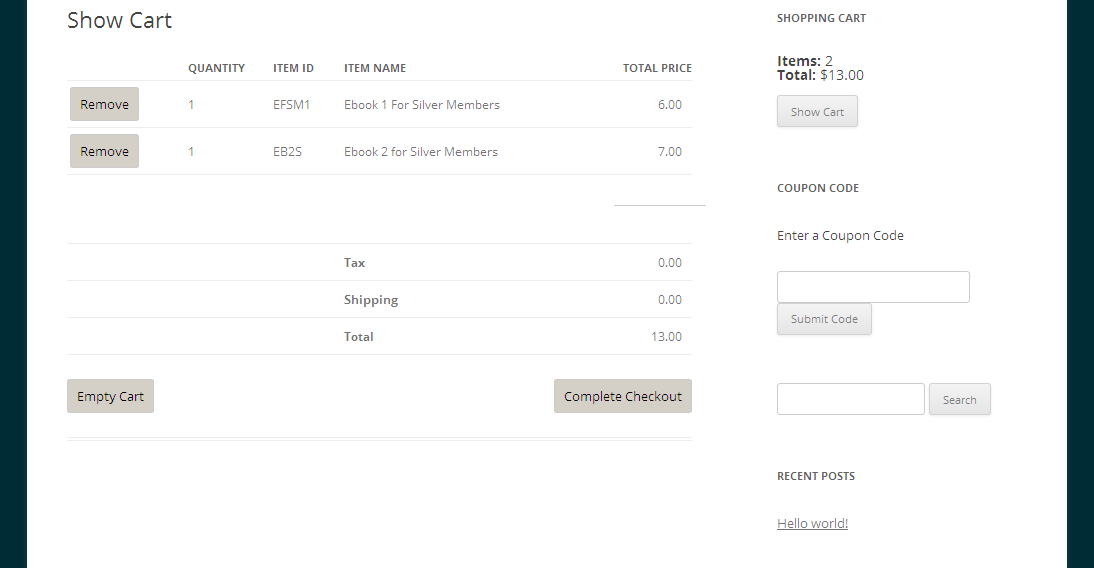 Show Cart
QUANTITY ITEM ID ITEM NAME TOTAL PRICE
Remove 1 EFSM1 Ebook 1 For Silver Members 6.00
Remove 1 EB2S Ebook 2 for Silver Members 7.00
Tax 0.00
Shipping 0.00
Total 13.00
Empty Cart Complete Checkout
SHOPPING CART
Items: 2
Total: $13.00
Show Cart
COUPON CODE
Enter a Coupon Code
Submit Code
Search
RECENT POSTS
Hello world!